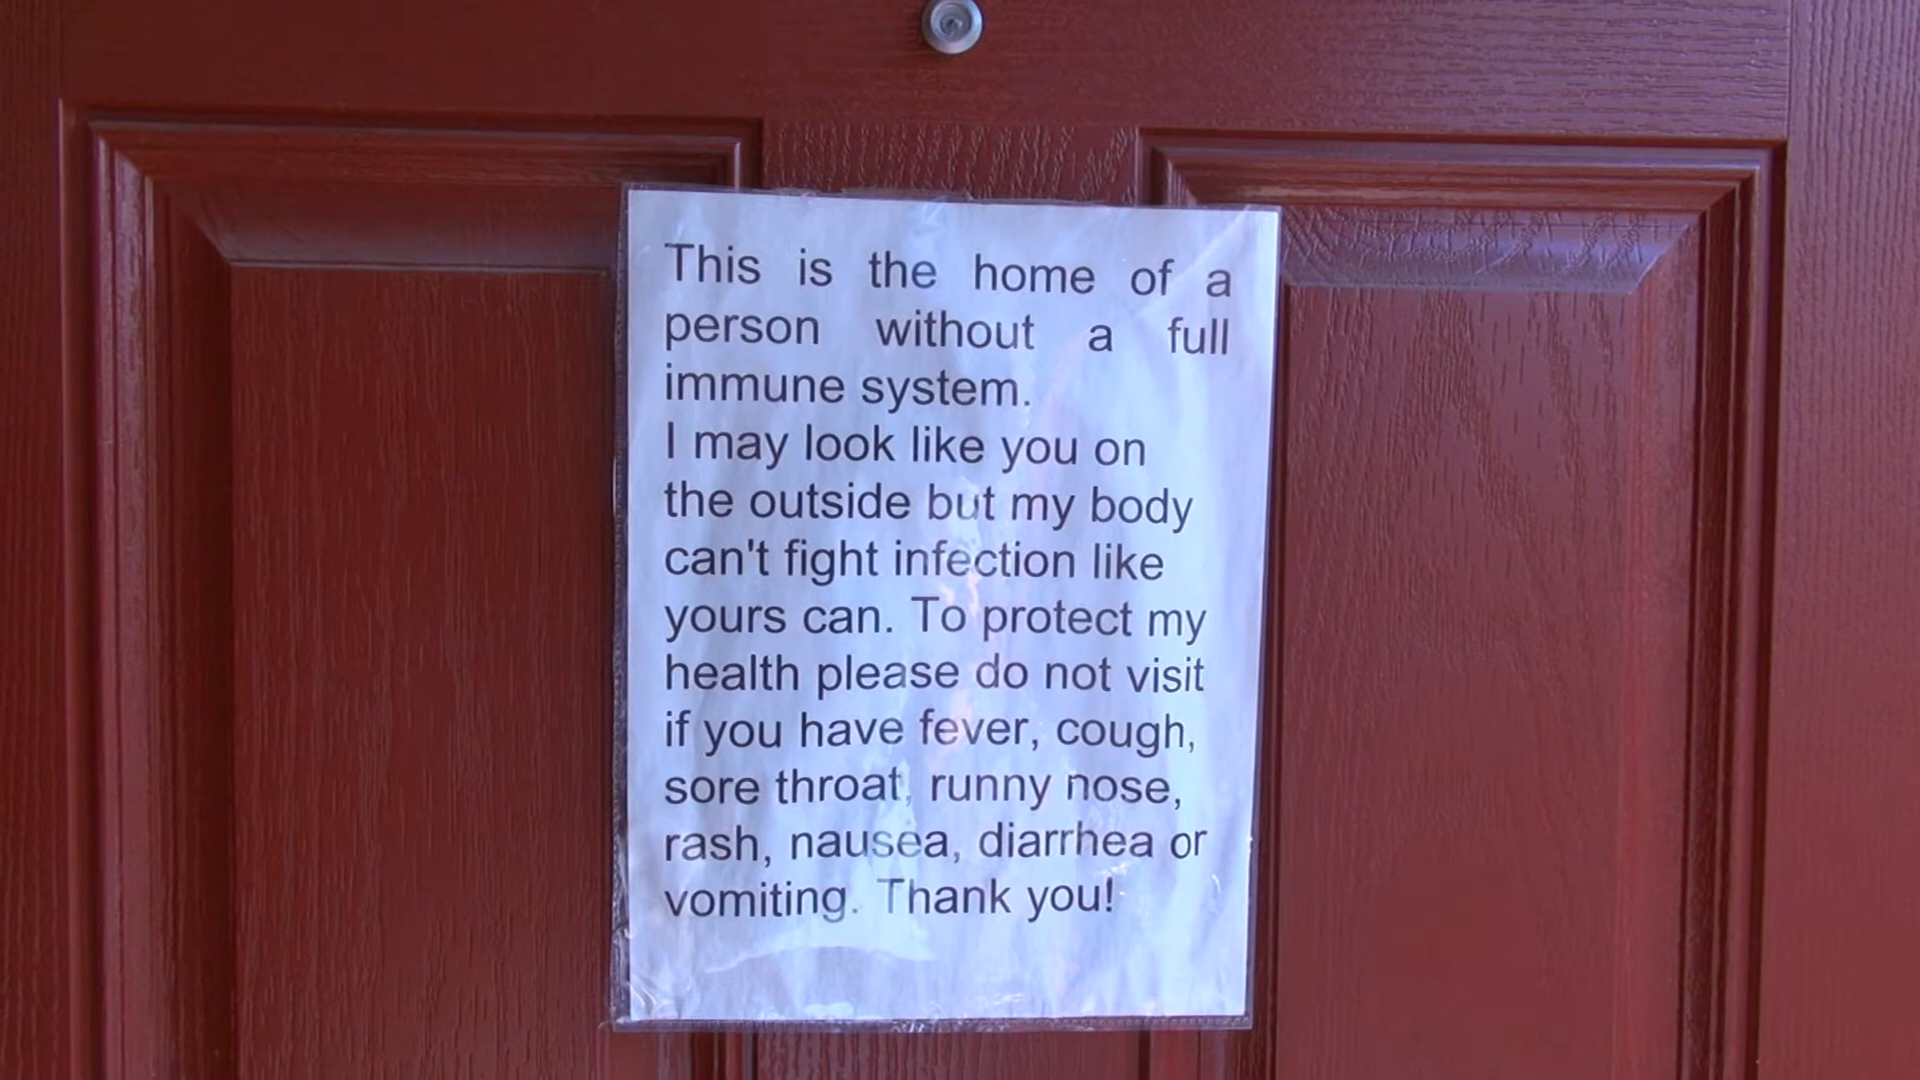 This is the home of a
person without a full
immune system.
I may look like you on
the outside but my body
can't fight infection like
yours can. To protect my
health please do not visit
if you have fever, cough,
sore throat, runny nose,
rash, nausea, diarrhea or
vomiting. Thank you!